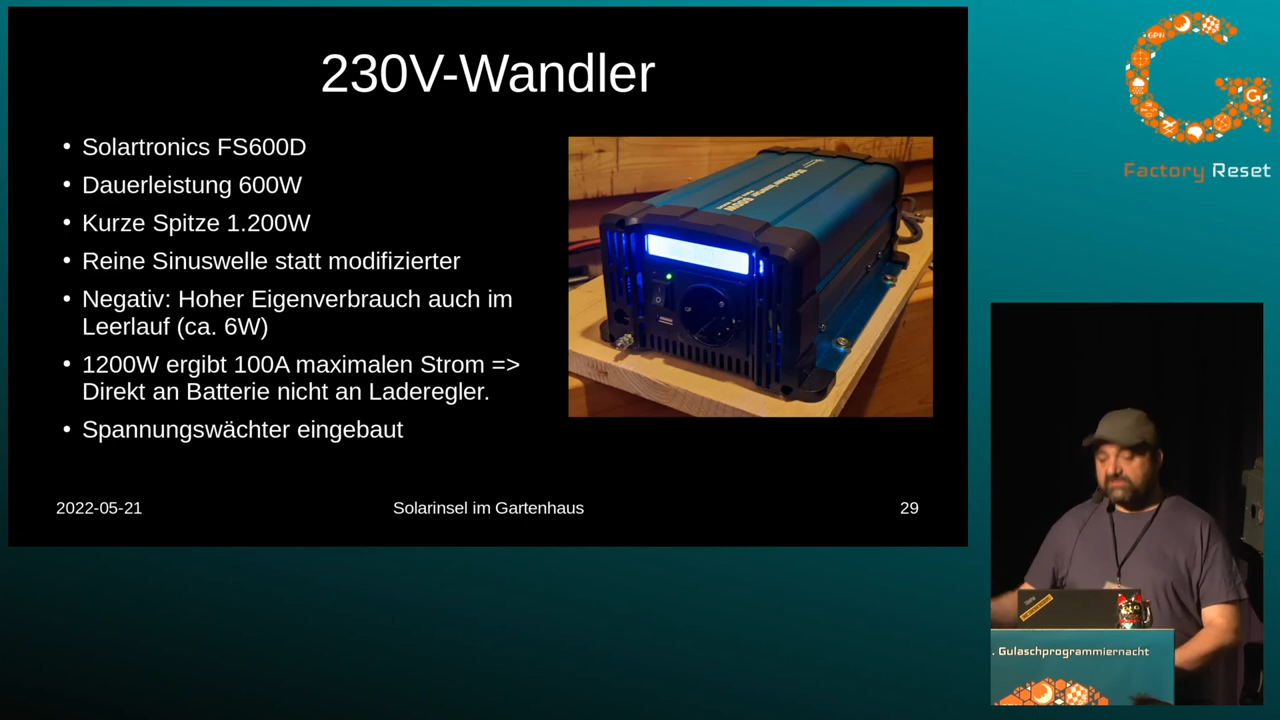 230V-Wandler
• Solartronics FS600D
• Dauerleistung 600W
• Kurze Spitze 1.200W
• Reine Sinuswelle statt modifizierter
• Negativ: Hoher Eigenverbrauch auch im
Leerlauf (ca. 6W)
• 1200W ergibt 100A maximalen Strom =>
Direkt an Batterie nicht an Laderegler.
• Spannungswächter eingebaut
2022-05-21
Solarinsel im Gartenhaus
29
GPN
Factory Reset
600W
. Gulaschprogrammiernacht